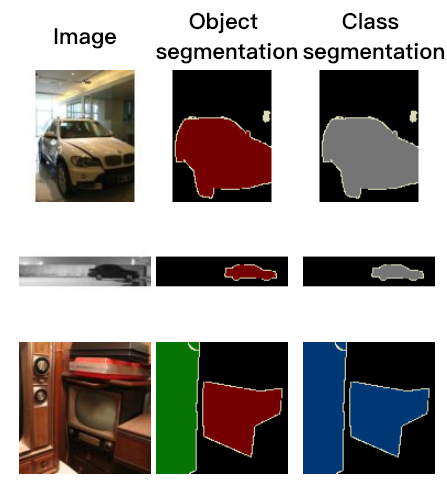 Image
Object
segmentation
Class
segmentation